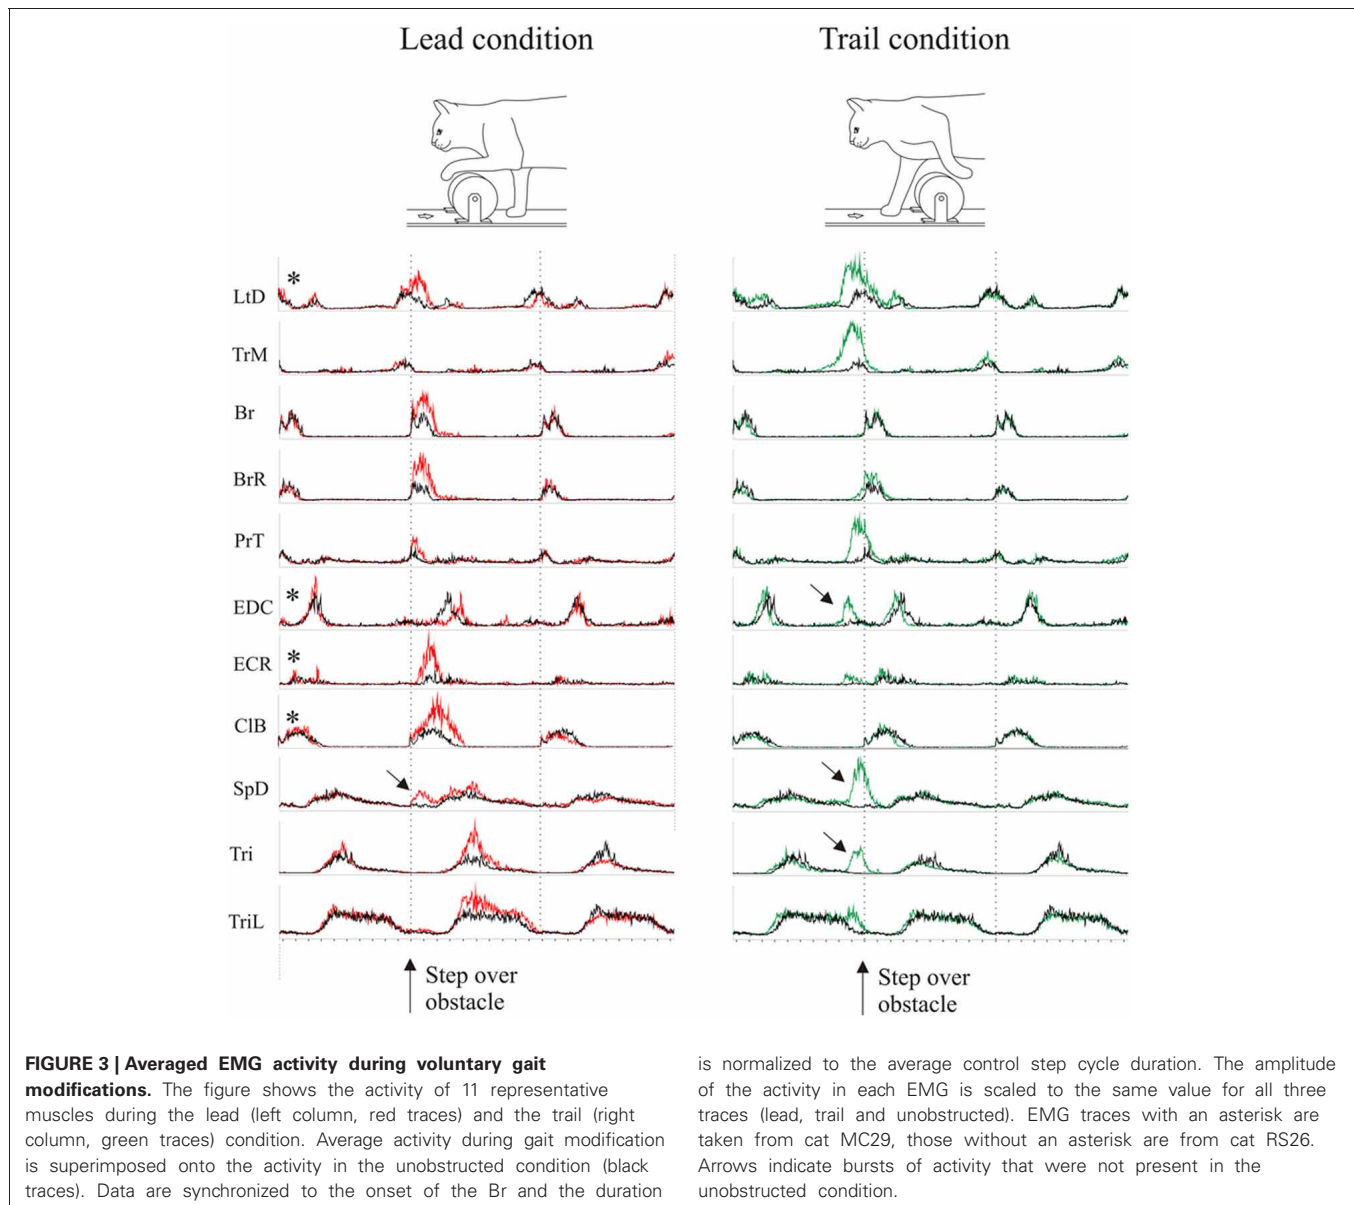 Lead condition
Trail condition
LtD
*
TrM
Br
BrR
PrT
EDC
*
ECR
*
ClB
*
SpD
Tri
TriL
Step over
obstacle
Step over
obstacle
FIGURE 3 | Averaged EMG activity during voluntary gait
modifications. The figure shows the activity of 11 representative
muscles during the lead (left column, red traces) and the trail (right
column, green traces) condition. Average activity during gait modification
is superimposed onto the activity in the unobstructed condition (black
traces). Data are synchronized to the onset of the Br and the duration
is normalized to the average control step cycle duration. The amplitude
of the activity in each EMG is scaled to the same value for all three
traces (lead, trail and unobstructed). EMG traces with an asterisk are
taken from cat MC29, those without an asterisk are from cat RS26.
Arrows indicate bursts of activity that were not present in the
unobstructed condition.